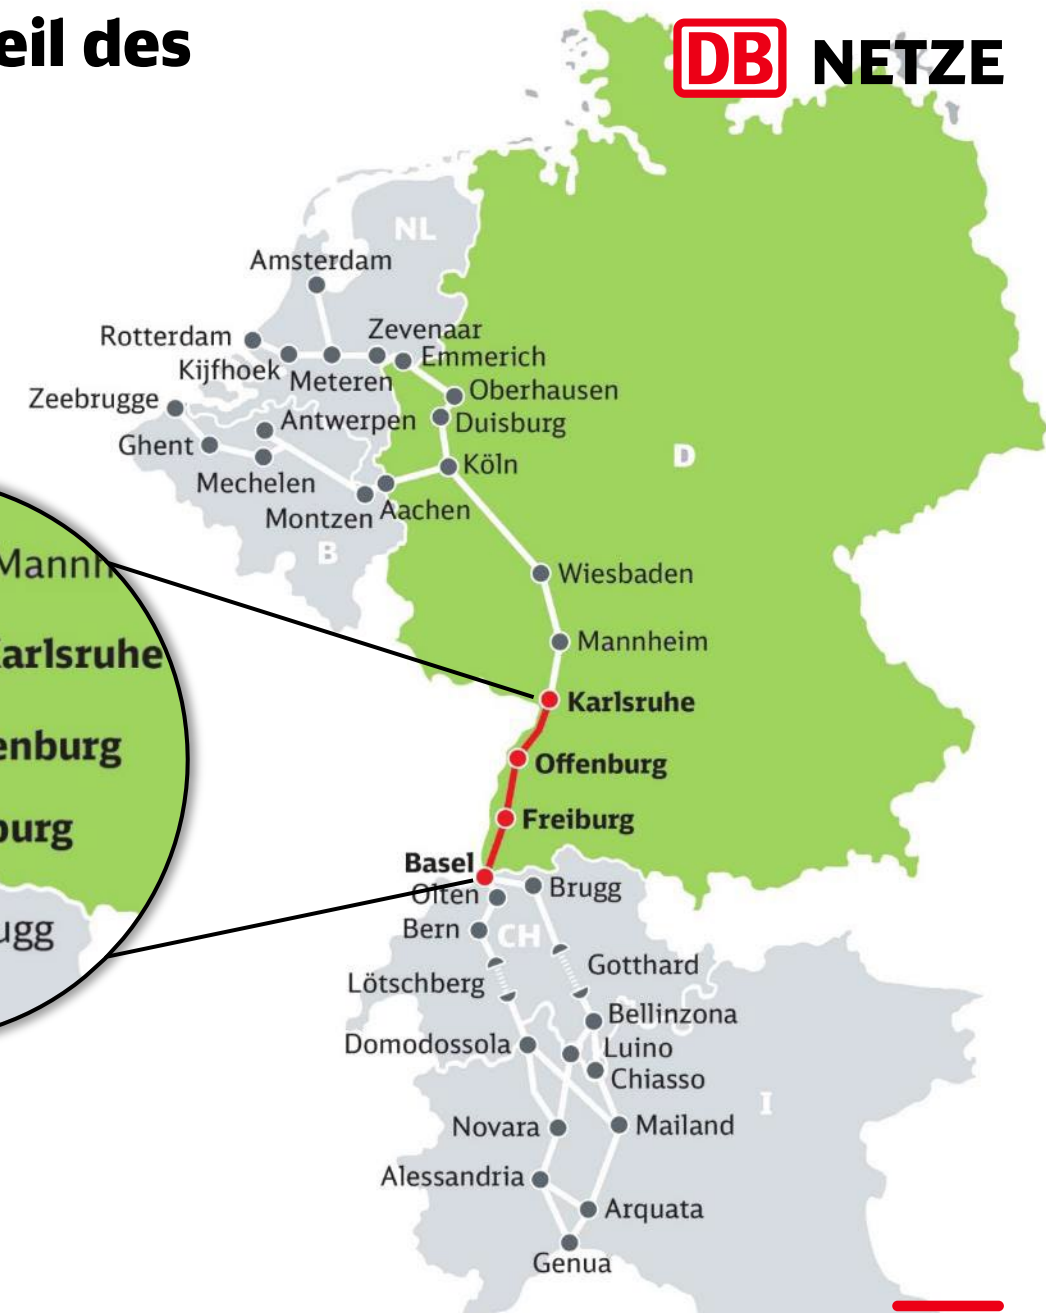 eil des
DB NETZE
NL
Amsterdam
Rotterdam
Zevenaar
Kijfhoek
Meteren
Emmerich
Zeebrugge
Oberhausen
Antwerpen
Duisburg
Ghent
Mechelen
Köln
D
Montzen
Aachen
B
Wiesbaden
Mannheim
Karlsruhe
Offenburg
Freiburg
Mannh
arlsruhe
enburg
burg
ugg
Basel
Olten
Brugg
Bern
CH
Lötschberg
Gotthard
Bellinzona
Domodossola
Luino
Chiasso
I
Novara
Mailand
Alessandria
Arquata
Genua